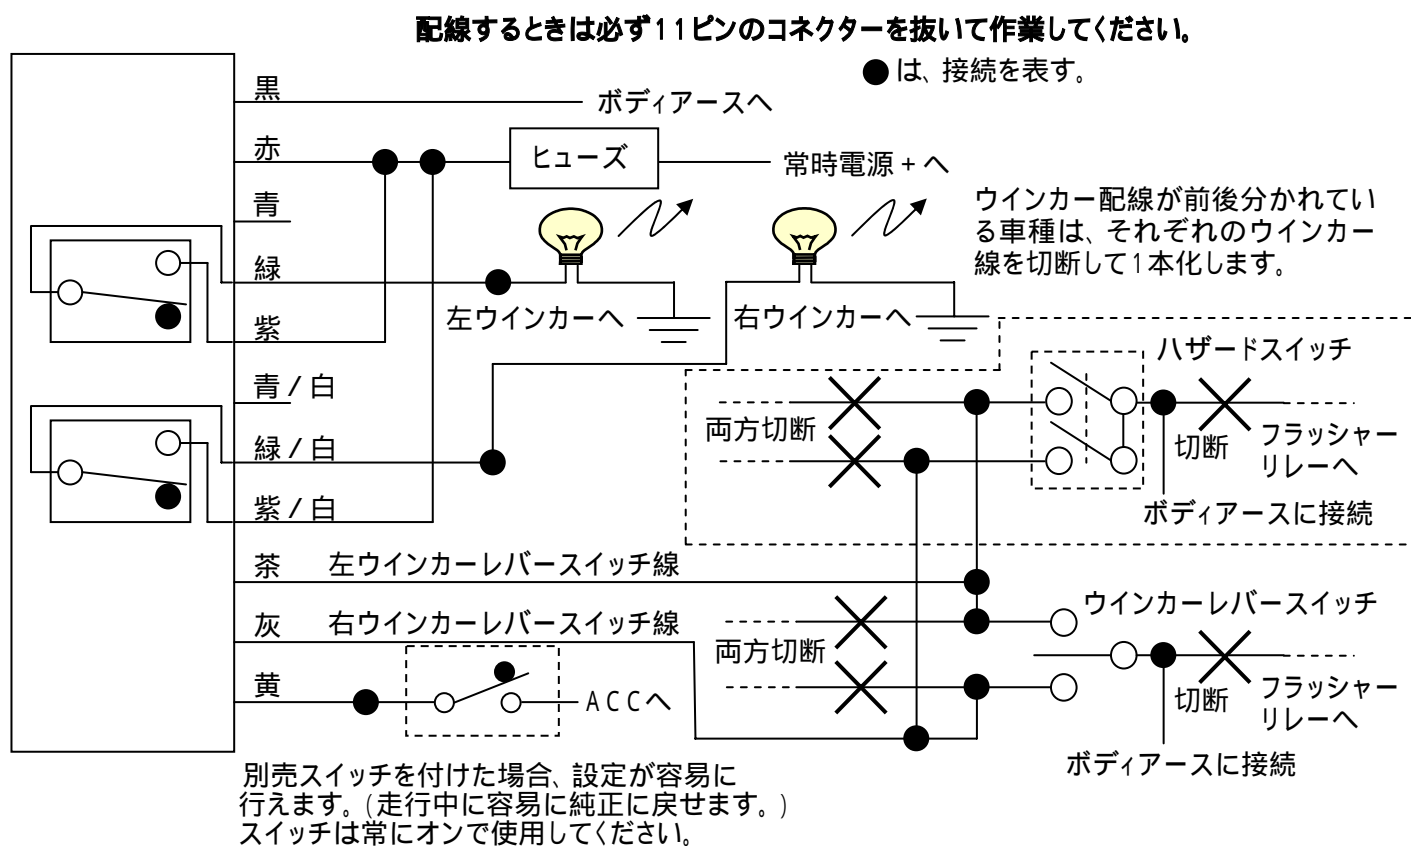 配線するときは必ず11ピンのコネクターを抜いて作業してください。
●は、接続を表す。
黒
ボディアースへ
赤
ヒューズ
常時電源+へ
青
ウインカー配線が前後分かれてい
る車種は、それぞれのウインカー
線を切断して1本化します。
緑
左ウインカーへ
右ウインカーへ
紫
ハザードスイッチ
青/白
両方切断
切断
フラッシャー
リレーへ
緑/白
紫/白
ボディアースに接続
茶
左ウインカーレバースイッチ線
灰
右ウインカーレバースイッチ線
ウインカーレバースイッチ
両方切断
黄
ACCへ
切断
フラッシャー
リレーへ
ボディアースに接続
別売スイッチを付けた場合、設定が容易に
行えます。(走行中に容易に純正に戻せます。)
スイッチは常にオンで使用してください。